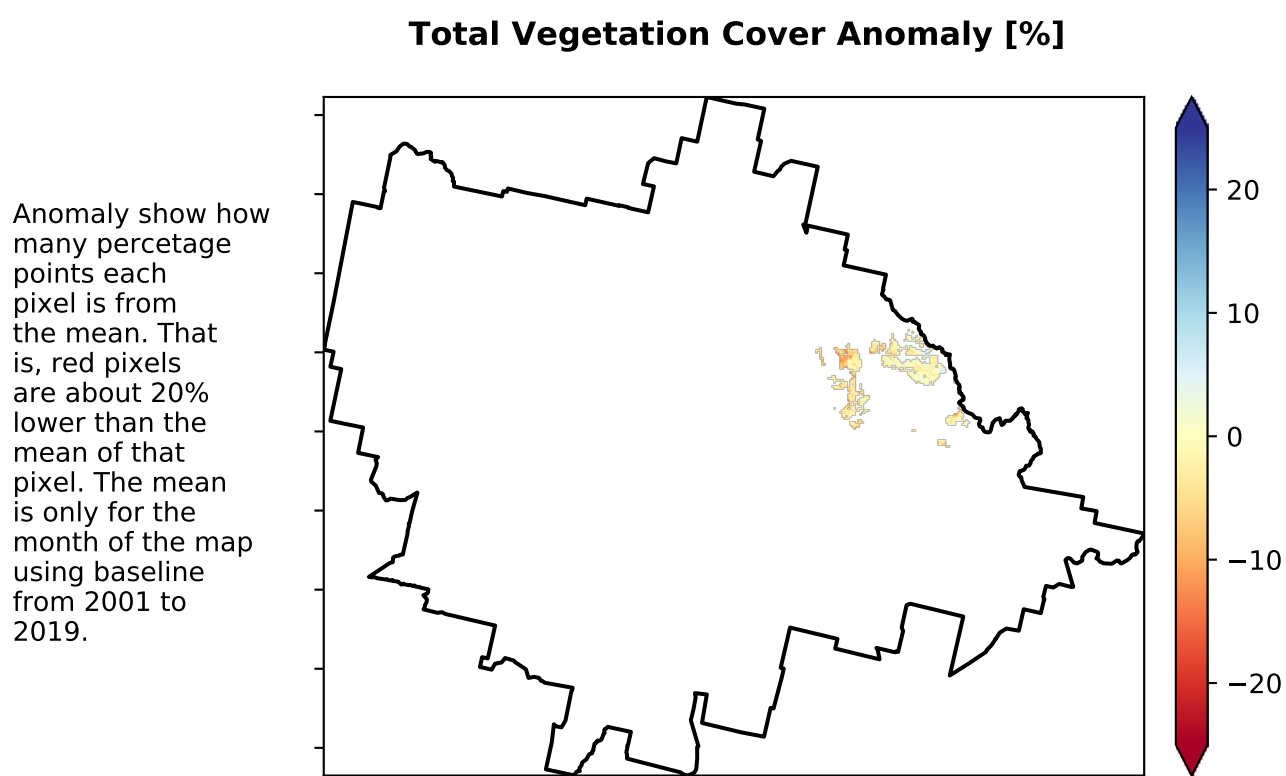 Total Vegetation Cover Anomaly [%]
Anomaly show how
many percetage
points each
pixel is from
the mean. That
is, red pixels
are about 20%
lower than the
mean of that
pixel. The mean
is only for the
month of the map
using baseline
from 2001 to
2019.
20
10
0
−10
−20